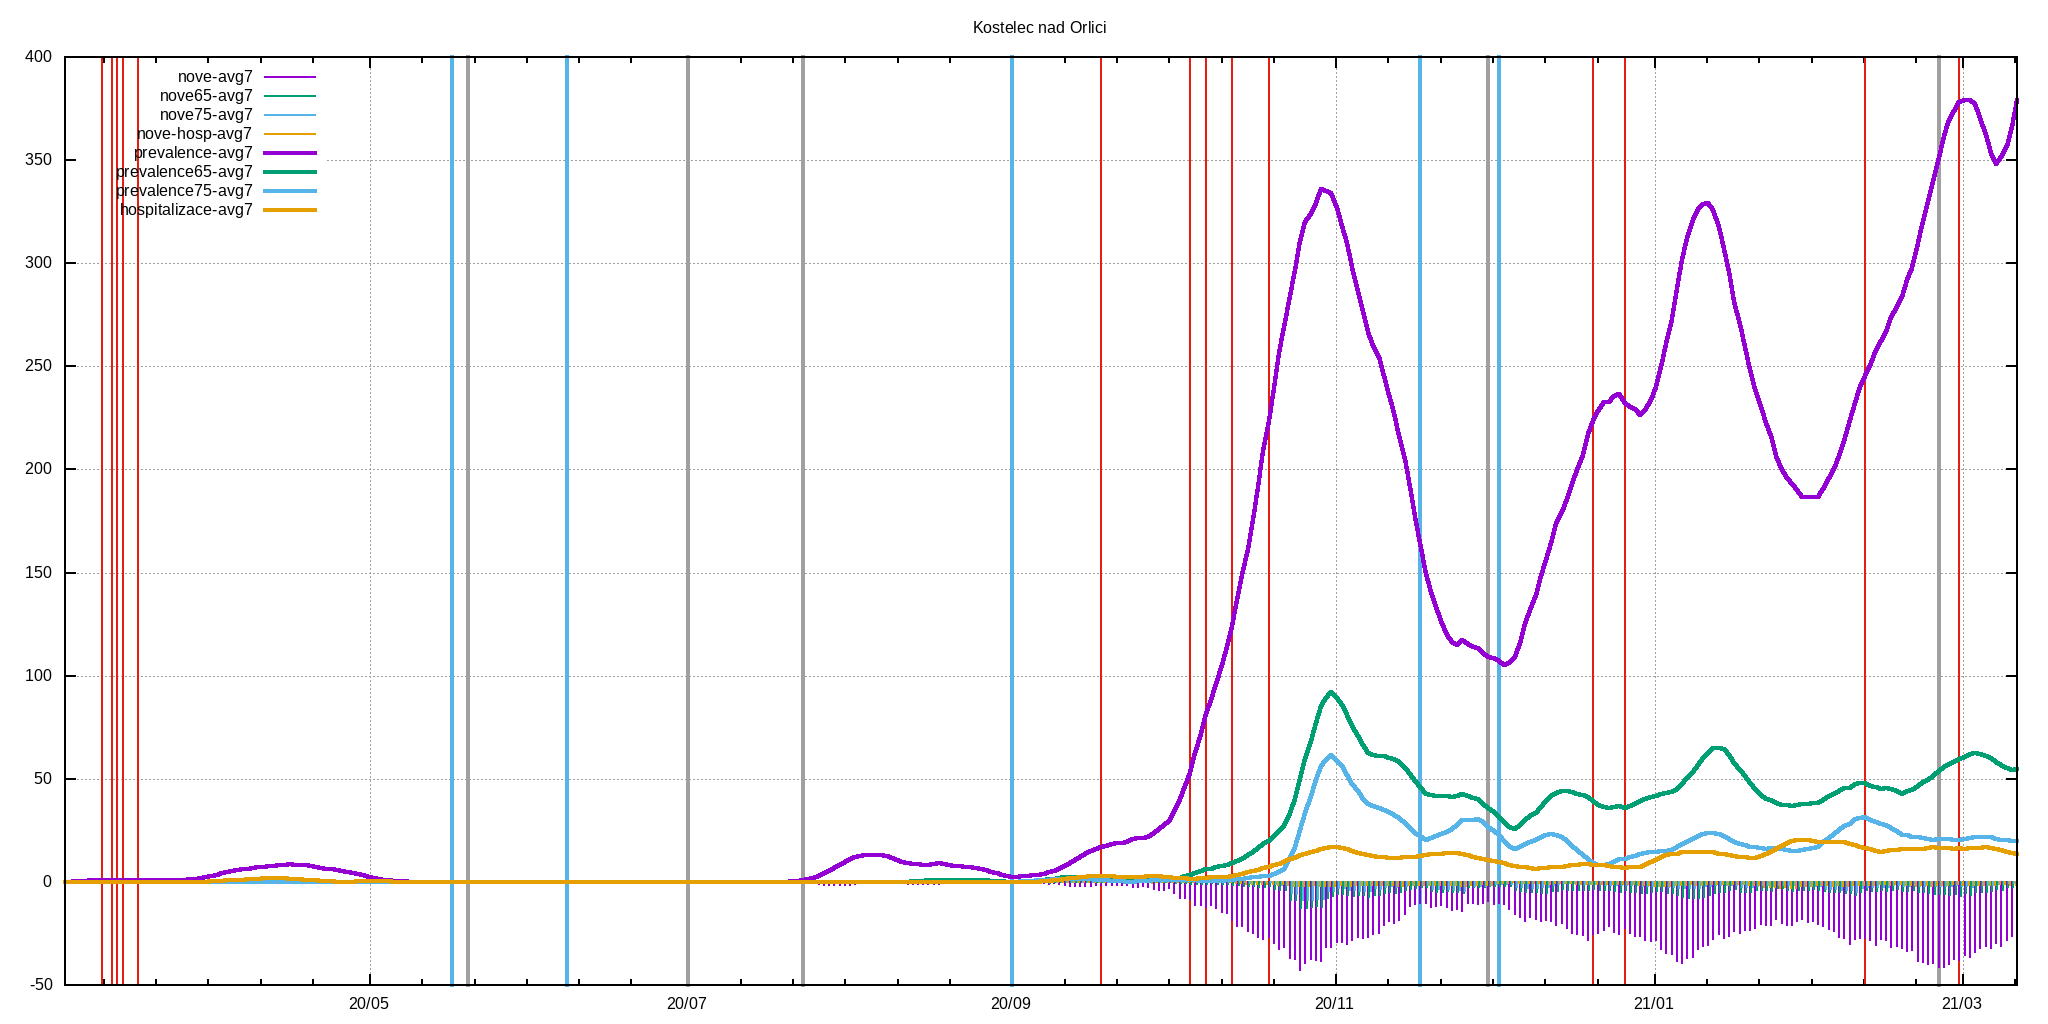 Kostelec nad Orlici
400
350
300
250
200
150
100
50
0
-50
nove-avg7
nove65-avg7
nove75-avg7
nove-hosp-avg7
prevalence-avg7
prevalence65-avg7
prevalence75-avg7
hospitalizace-avg7
20/05 20/07 20/09 20/11 21/01 21/03